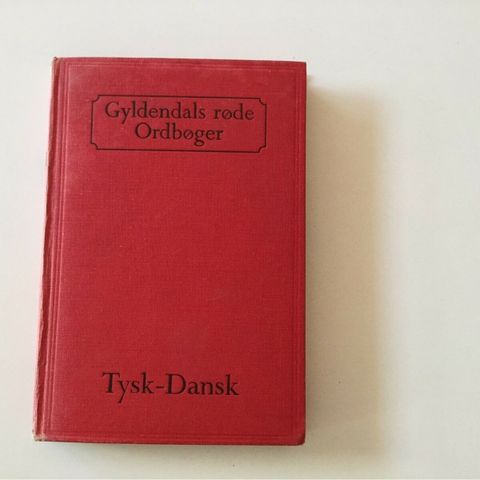 Gyldendals røde
Ordbøger
Tysk-Dansk